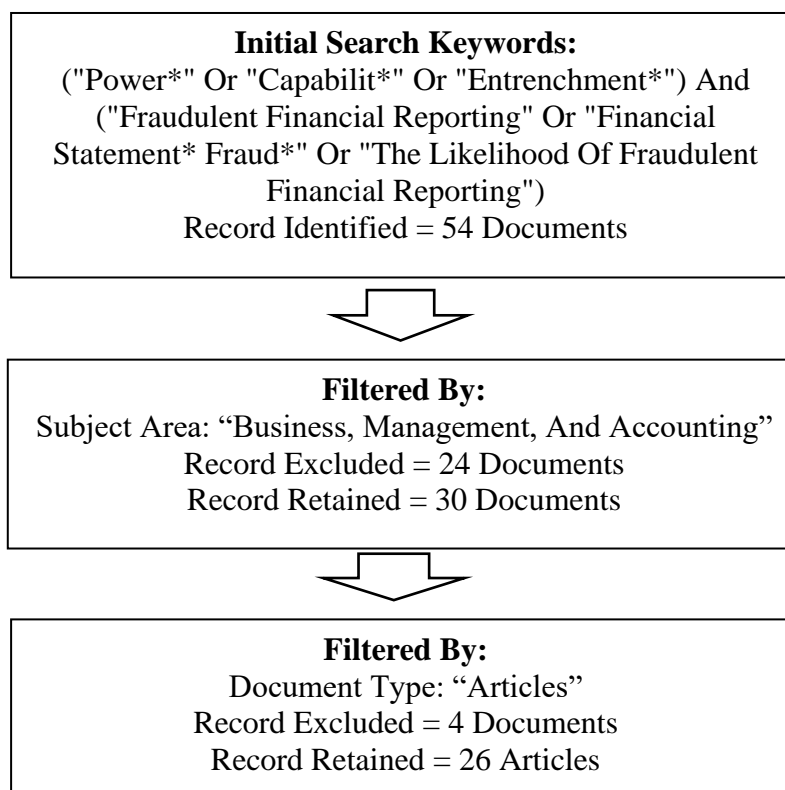 Initial Search Keywords:
("Power*" Or "Capabilit*" Or "Entrenchment*") And
("Fraudulent Financial Reporting" Or "Financial
Statement* Fraud*" Or "The Likelihood Of Fraudulent
Financial Reporting")
Record Identified = 54 Documents
Filtered By:
Subject Area: “Business, Management, And Accounting”
Record Excluded = 24 Documents
Record Retained = 30 Documents
Filtered By:
Document Type: “Articles”
Record Excluded = 4 Documents
Record Retained = 26 Articles